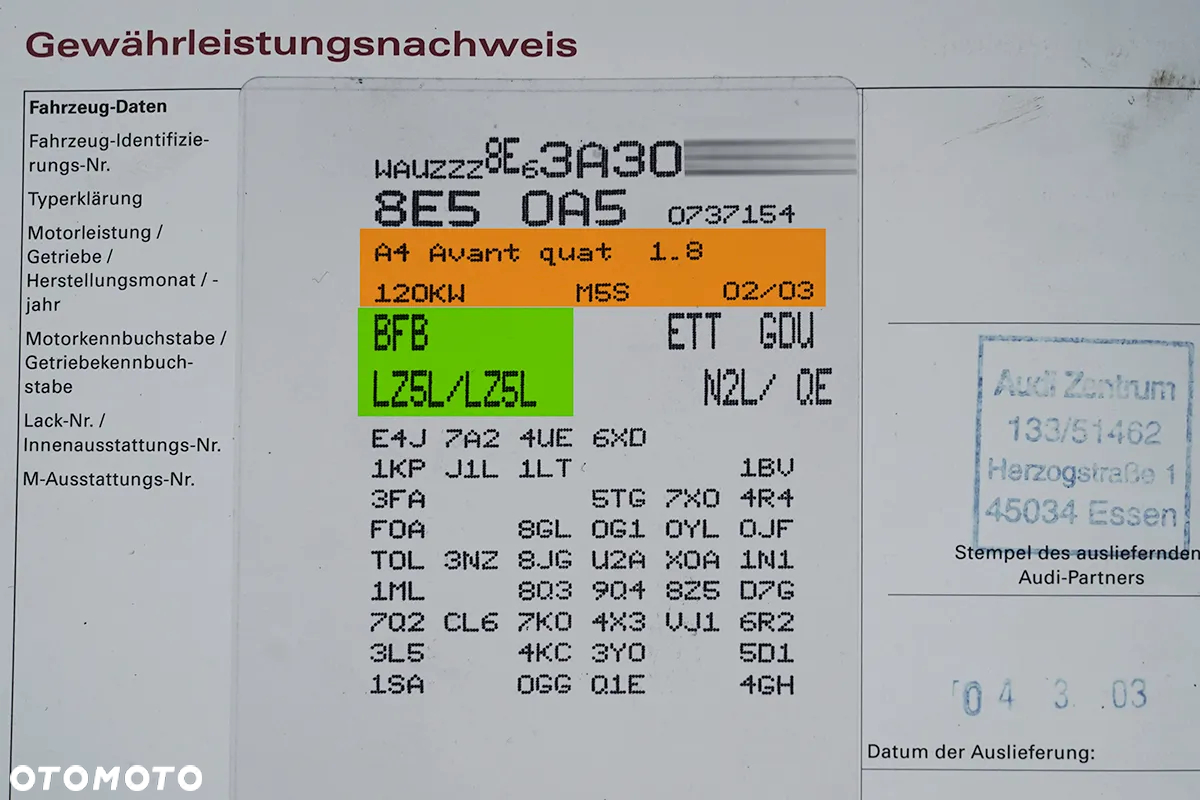 Gewährleistungsnachweis
Fahrzeug-Daten
Fahrzeug-Identifizie-
rungs-Nr.
Typerklärung
Motorleistung /
Getriebe /
Herstellungsmonat / -
jahr
Motorkennbuchstabe /
Getriebekennbuch-
stabe
Lack-Nr. /
Innenausstattungs-Nr.
M-Ausstattungs-Nr.
WAUZZZ8E63A30
8E5 0A5 0737154
A4 Avant quat 1.8
120KW M5S 02/03
BFB ETT GDW
LZ5L/LZ5L N2L/ QE
E4J 7A2 4UE 6XD
1KP J1L 1LT 1BV
3FA 5TG 7X0 4R4
F0A 8GL 0G1 0YL 0JF
T0L 3NZ 8JG U2A X0A 1N1
1ML 8Q3 9Q4 8Z5 D7G
7Q2 CL6 7K0 4X3 VJ1 6R2
3L5 4KC 3Y0 5D1
1SA 0GG Q1E 4GH
Audi Zentrum
133/51462
Herzogstraße 1
45034 Essen
Stempel des ausliefernden
Audi-Partners
04 3. 03
Datum der Auslieferung:
OTOMOTO